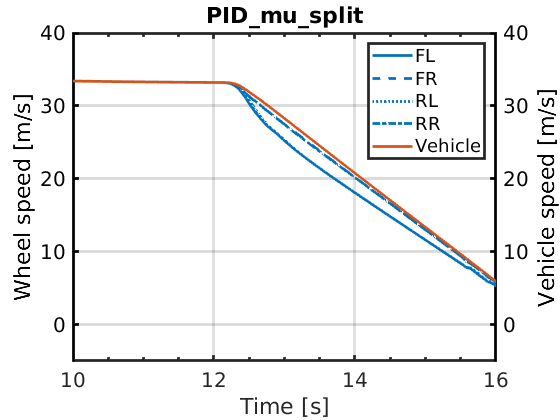 PID_mu_split
40
30
20
10
0
Wheel speed [m/s]
FL
FR
RL
RR
Vehicle
40
30
20
10
0
Vehicle speed [m/s]
10
12
14
16
Time [s]